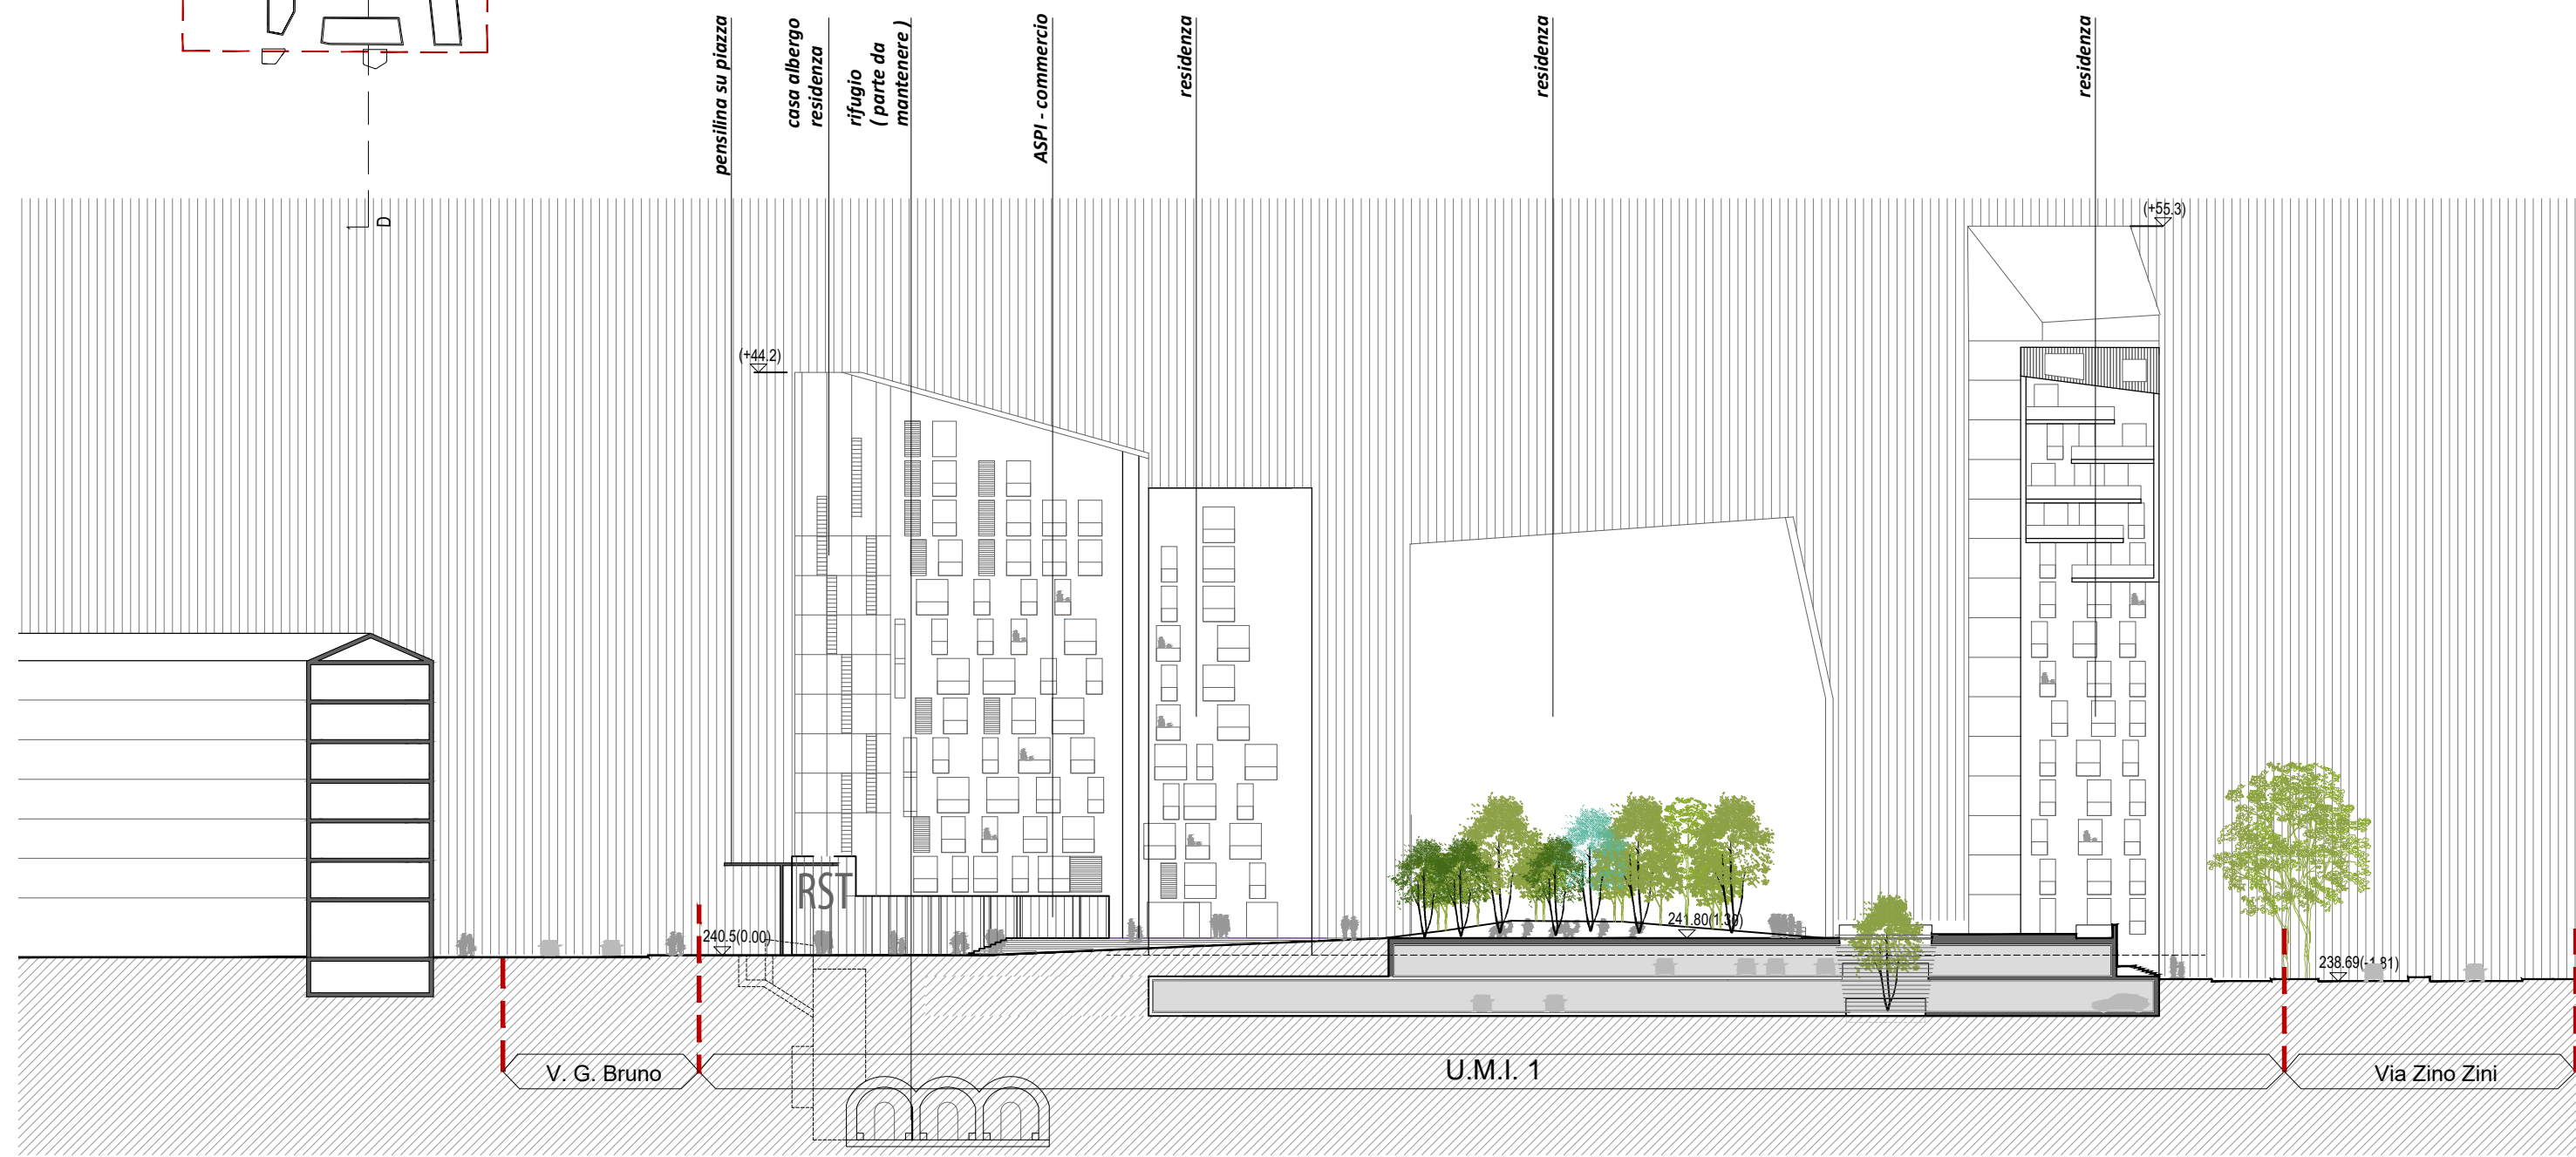 pensilina su piazza
casa albergo
residenza
rifugio
( parte da
mantenere )
ASPI - commercio
residenza
residenza
residenza
D
(+55.3)
(+44.2)
RST
240.5(0.00)
241.80(1.30)
238.69(-1.81)
V. G. Bruno
U.M.I. 1
Via Zino Zini